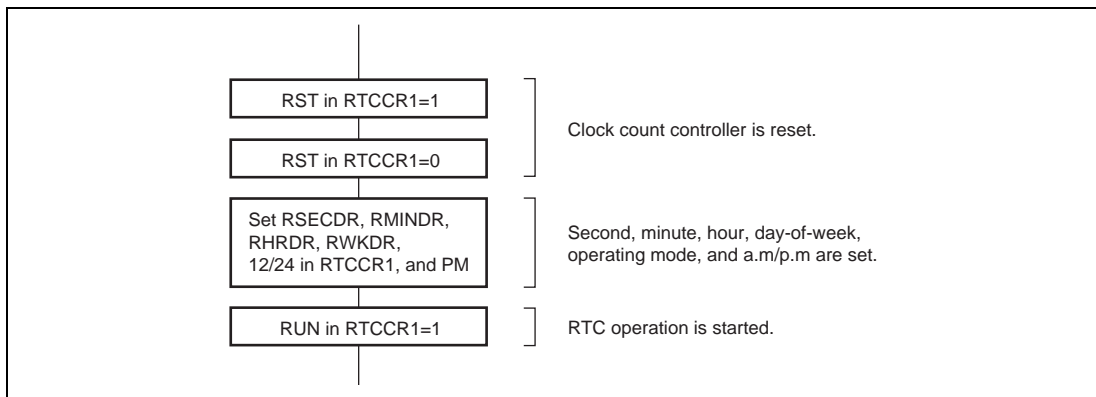 RST in RTCCR1=1
RST in RTCCR1=0
Clock count controller is reset.
Set RSECDR, RMINDR,
RHRDR, RWKDR,
12/24 in RTCCR1, and PM
Second, minute, hour, day-of-week,
operating mode, and a.m/p.m are set.
RUN in RTCCR1=1
RTC operation is started.